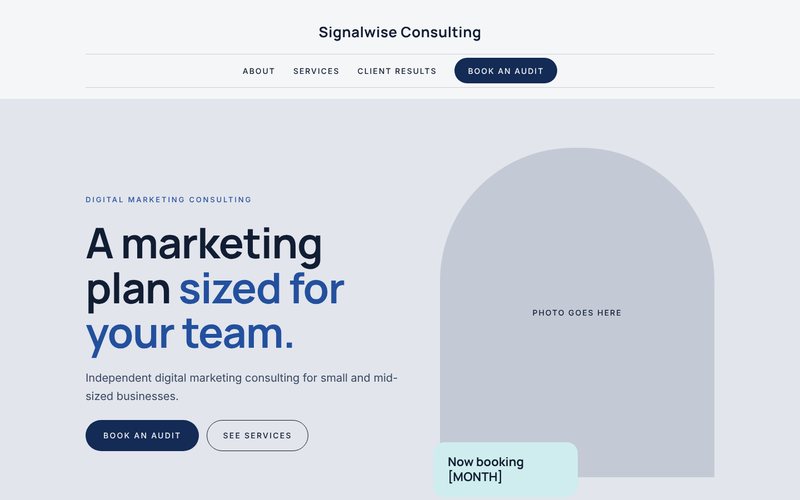 Signalwise Consulting
ABOUT SERVICES CLIENT RESULTS BOOK AN AUDIT
DIGITAL MARKETING CONSULTING
A marketing
plan sized for
your team.
Independent digital marketing consulting for small and mid-
sized businesses.
BOOK AN AUDIT SEE SERVICES
PHOTO GOES HERE
Now booking
[MONTH]